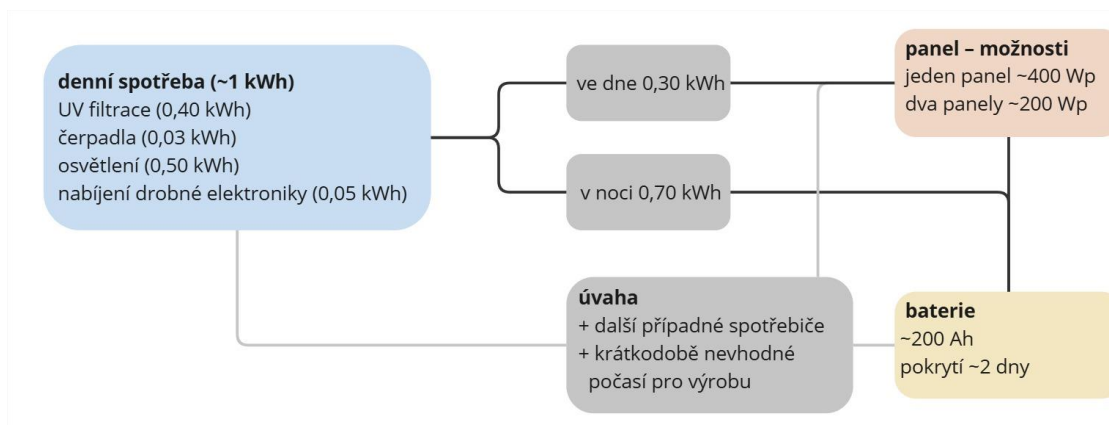 denní spotřeba (~1 kWh)
UV filtrace (0,40 kWh)
čerpadla (0,03 kWh)
osvětlení (0,50 kWh)
nabíjení drobné elektroniky (0,05 kWh)
ve dne 0,30 kWh
v noci 0,70 kWh
úvaha
+ další případné spotřebiče
+ krátkodobě nevhodné
počasí pro výrobu
panel – možnosti
jeden panel ~400 Wp
dva panely ~200 Wp
baterie
~200 Ah
pokrytí ~2 dny